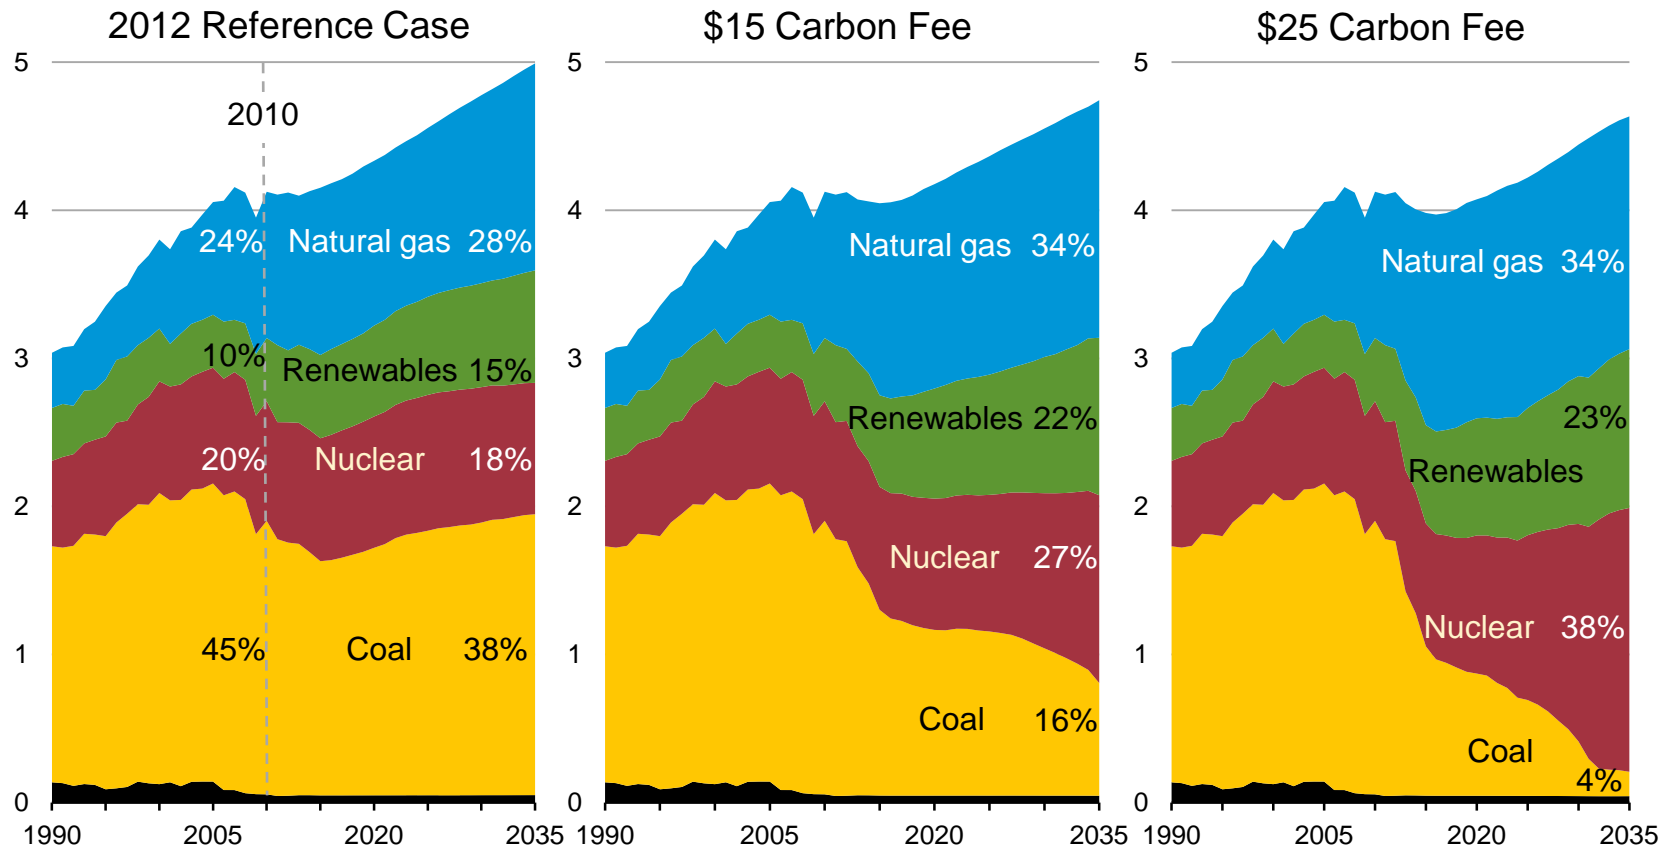 2012 Reference Case
$15 Carbon Fee
$25 Carbon Fee
5
2010
4
24% Natural gas 28%
3
10% Renewables 15%
2
20% Nuclear 18%
1
45% Coal 38%
0
1990 2005 2020 2035
5
4
Natural gas 34%
3
Renewables 22%
2
Nuclear 27%
1
Coal 16%
0
1990 2005 2020 2035
5
4
Natural gas 34%
3
23%
Renewables
2
Nuclear 38%
1
Coal
4%
0
1990 2005 2020 2035